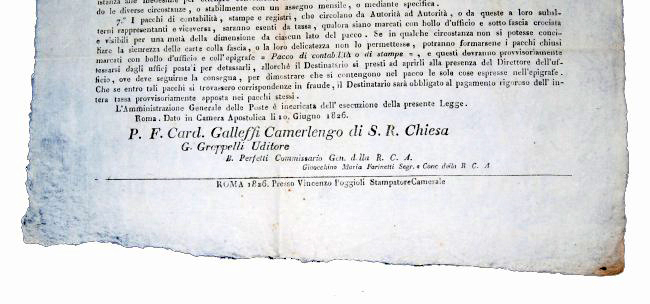 do le diverse circostanze, o stabilmente con un assegno mensile, o mediante specifica.
7.° I pacchi di contabilità, stampe e registri, che circolano da Autorità ad Autorità, o da queste a loro subal-
terni rappresentanti e riceversa, saranno esenti da tassa, qualora siano marcati con bollo d'ufficio e sotto fascia crociata
e visibili per una metà della dimensione da ciascun lato del pacco. Se in qualche circostanza non si potesse conci-
liare la sicurezza delle carte colla fascia, o la loro delicatezza non lo permettesse, potranno formarsene i pacchi chiusi
marcati con bollo d'ufficio e coll'epigrafe « Pacco di contabLtà o di stampe » , e questi dovranno provvisoriamente
tassarsi dagli uffici postali per detassarli, allorchè il Destinatario si presti ad aprirli alla presenza del Direttore dell'uf-
ficio, ove deve seguirne la consegna, per dimostrare che si contengono nel pacco le sole cose espresse nell'epigrafe.
Che se entro tali pacchi si trovassero corrispondenze in fraude, il Destinatario sarà obbligato al pagamento rigoroso dell' in-
tera tassa provvisoriamente apposta nei pacchi stessi.
L'Amministrazione Generale delle Poste è incaricata dell'esecuzione della presente Legge.
Roma. Dato in Camera Apostolica li 10. Giugno 1826.
P. F. Card. Galleffi Camerlengo di S. R. Chiesa
G. Groppelli Uditore
B. Perfetti Commissario Gen. d.lla R. C. A.
Gioacchino Maria Farinetti Segr. e Canc della R C. A
ROMA 1826. Presso Vincenzo Poggioli StampatoreCamerale